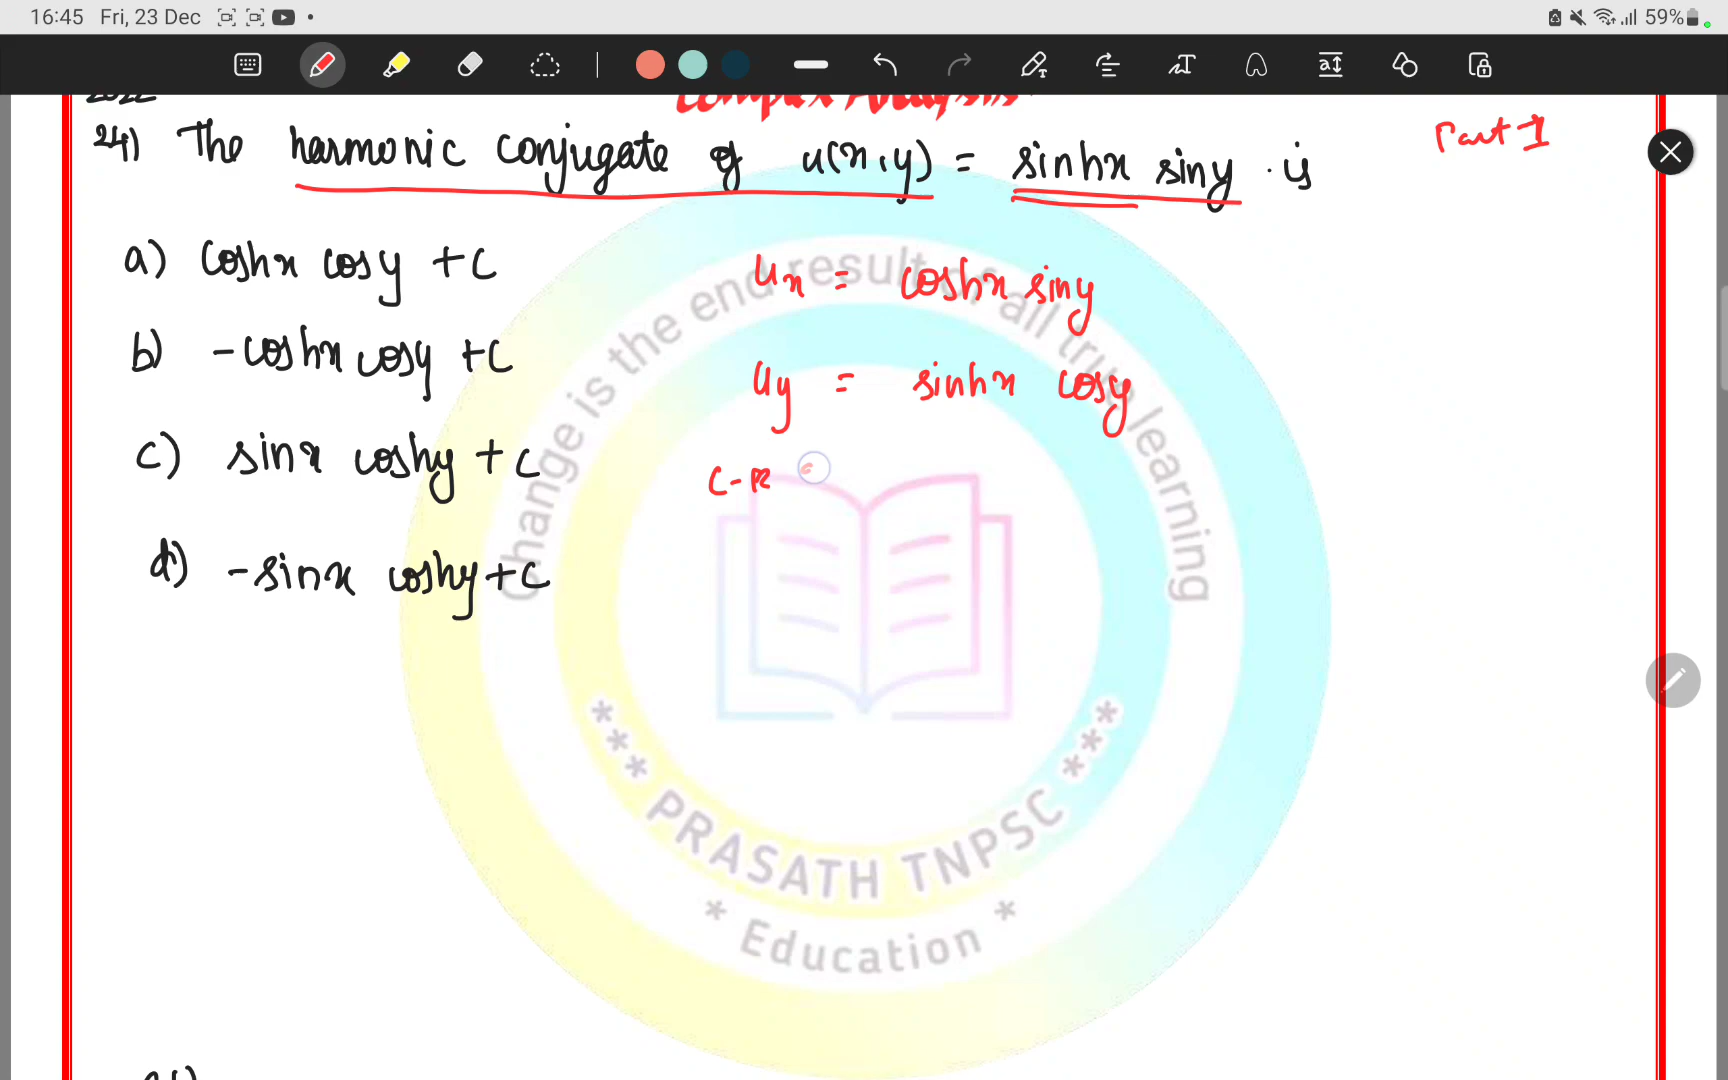 16:45 Fri, 23 Dec
59%
Complex Analysis
Part I
24) The harmonic conjugate of u(x,y) = sinhx siny is
a) coshx cosy + c
b) -coshx cosy + c
c) sinx coshy + c
d) -sinx coshy + c
ux = coshx siny
uy = sinhx cosy
C-R
Change is the end result of all true learning
**** PRASATH TNPSC ****
* Education *